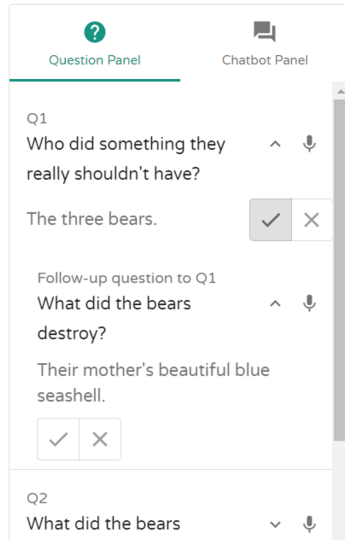 Question Panel
Chatbot Panel
Q1
Who did something they
really shouldn't have?
The three bears.
Follow-up question to Q1
What did the bears
destroy?
Their mother's beautiful blue
seashell.
Q2
What did the bears